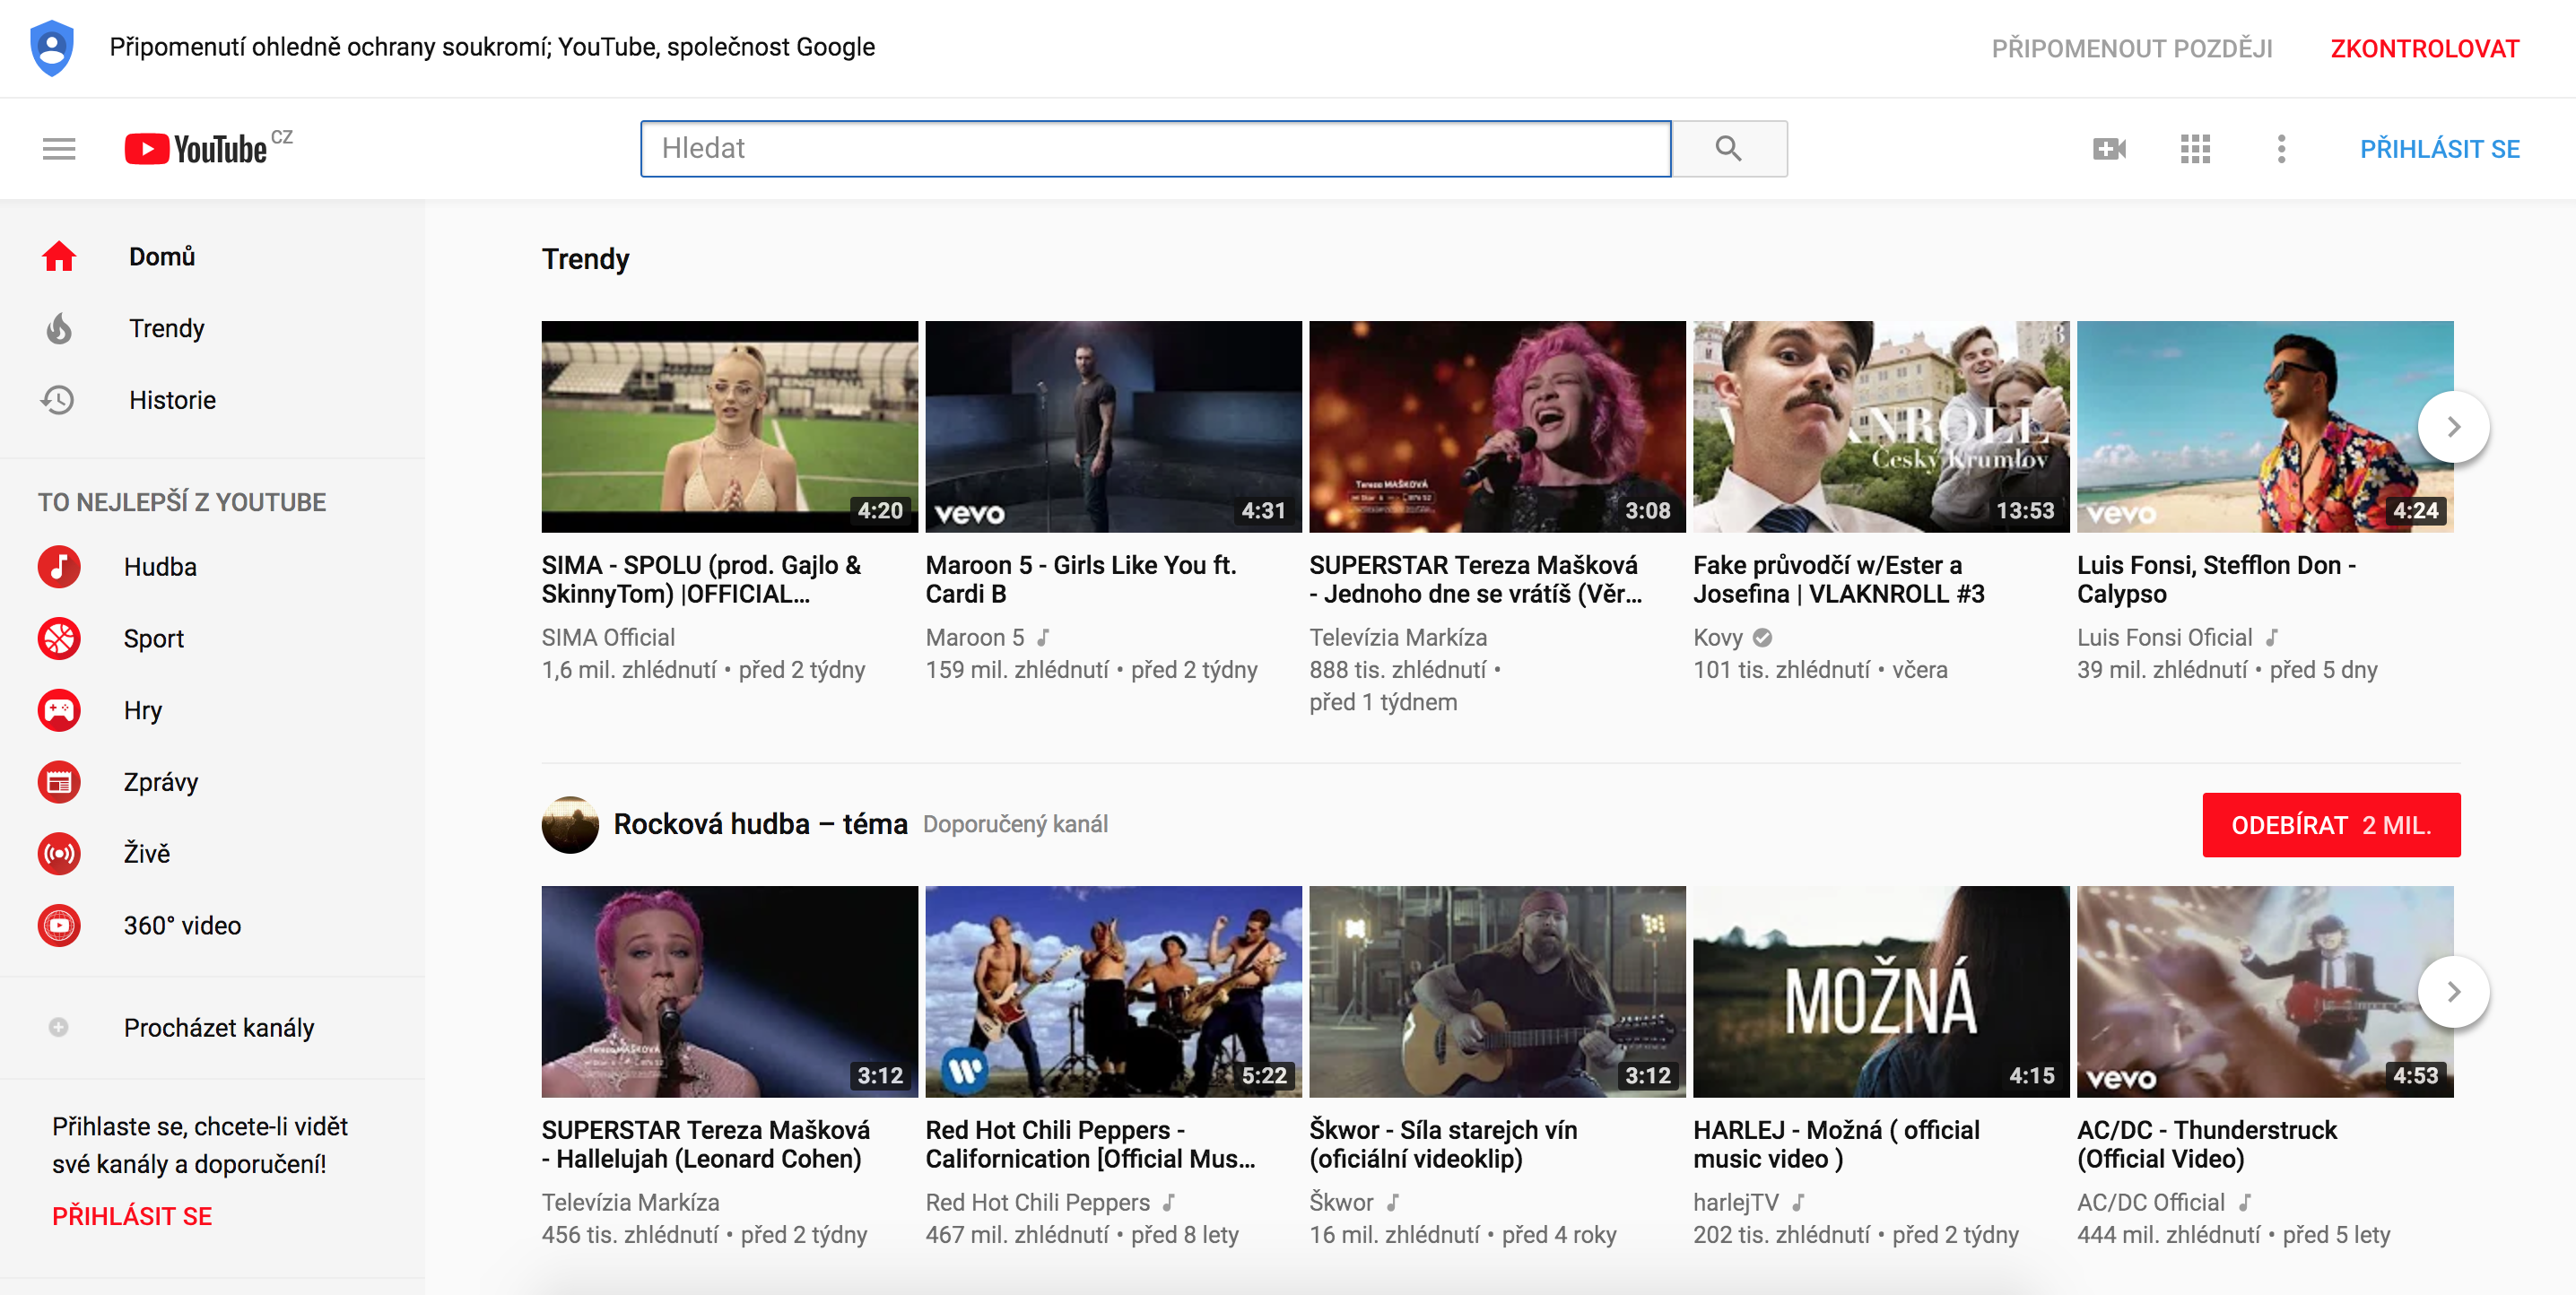 Připomenutí ohledně ochrany soukromí; YouTube, společnost Google
PŘIPOMENOUT POZDĚJI
ZKONTROLOVAT
YouTube CZ
Hledat
PŘIHLÁSIT SE
Domů
Trendy
Historie
TO NEJLEPŠÍ Z YOUTUBE
Hudba
Sport
Hry
Zprávy
Živě
360° video
Procházet kanály
Přihlaste se, chcete-li vidět
své kanály a doporučení!
PŘIHLÁSIT SE
Trendy
4:20
SIMA - SPOLU (prod. Gajlo &
SkinnyTom) |OFFICIAL...
SIMA Official
1,6 mil. zhlédnutí • před 2 týdny
vevo
4:31
Maroon 5 - Girls Like You ft.
Cardi B
Maroon 5
159 mil. zhlédnutí • před 2 týdny
Tereza MAŠKOVÁ
3:08
SUPERSTAR Tereza Mašková
- Jednoho dne se vrátíš (Věr...
Televízia Markíza
888 tis. zhlédnutí •
před 1 týdnem
Český Krumlov
13:53
Fake průvodčí w/Ester a
Josefina | VLAKNROLL #3
Kovy
101 tis. zhlédnutí • včera
vevo
4:24
Luis Fonsi, Stefflon Don -
Calypso
Luis Fonsi Oficial
39 mil. zhlédnutí • před 5 dny
Rocková hudba – téma
Doporučený kanál
ODEBÍRAT 2 MIL.
Tereza MAŠKOVÁ
3:12
SUPERSTAR Tereza Mašková
- Hallelujah (Leonard Cohen)
Televízia Markíza
456 tis. zhlédnutí • před 2 týdny
5:22
Red Hot Chili Peppers -
Californication [Official Mus...
Red Hot Chili Peppers
467 mil. zhlédnutí • před 8 lety
3:12
Škwor - Síla starejch vín
(oficiální videoklip)
Škwor
16 mil. zhlédnutí • před 4 roky
MOŽNÁ
4:15
HARLEJ - Možná ( official
music video )
harlejTV
202 tis. zhlédnutí • před 2 týdny
vevo
4:53
AC/DC - Thunderstruck
(Official Video)
AC/DC Official
444 mil. zhlédnutí • před 5 lety